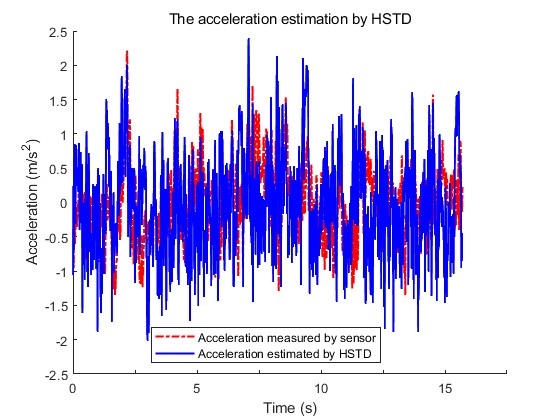 The acceleration estimation by HSTD
2.5
2
1.5
1
0.5
0
-0.5
-1
-1.5
-2
-2.5
Acceleration (m/s²)
Acceleration measured by sensor
Acceleration estimated by HSTD
0 5 10 15
Time (s)